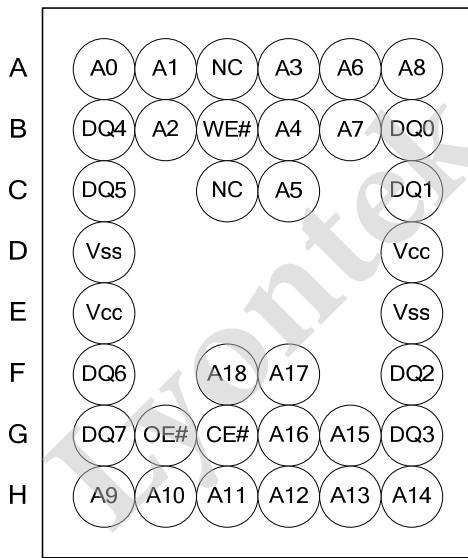 A A0 A1 NC A3 A6 A8
B DQ4 A2 WE# A4 A7 DQ0
C DQ5 NC A5 DQ1
D Vss Vcc
E Vcc Vss
F DQ6 A18 A17 DQ2
G DQ7 OE# CE# A16 A15 DQ3
H A9 A10 A11 A12 A13 A14
Lyontek